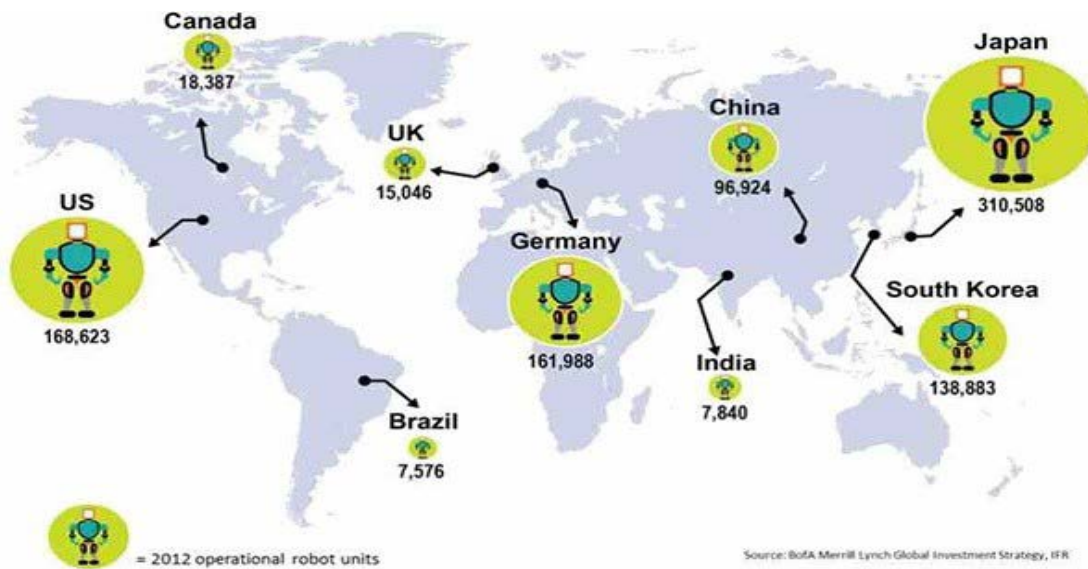 Canada
18,387
Japan
310,508
China
96,924
UK
15,046
US
168,623
Germany
161,988
South Korea
138,883
India
7,840
Brazil
7,576
= 2012 operational robot units
Source: BofA Merrill Lynch Global Investment Strategy, IFR